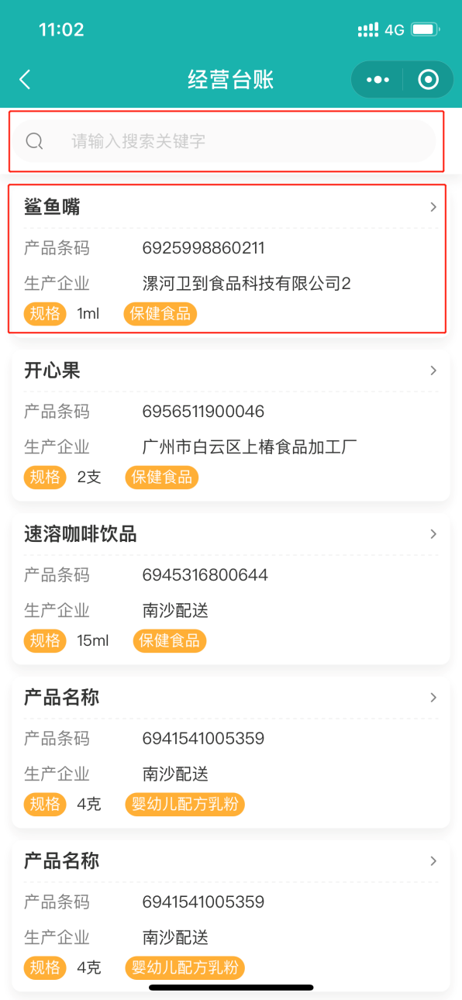 11:02 4G
经营台账
请输入搜索关键字
鲨鱼嘴
产品条码 6925998860211
生产企业 漯河卫到食品科技有限公司2
规格 1ml 保健食品
开心果
产品条码 6956511900046
生产企业 广州市白云区上椿食品加工厂
规格 2支 保健食品
速溶咖啡饮品
产品条码 6945316800644
生产企业 南沙配送
规格 15ml 保健食品
产品名称
产品条码 6941541005359
生产企业 南沙配送
规格 4克 婴幼儿配方乳粉
产品名称
产品条码 6941541005359
生产企业 南沙配送
规格 4克 婴幼儿配方乳粉